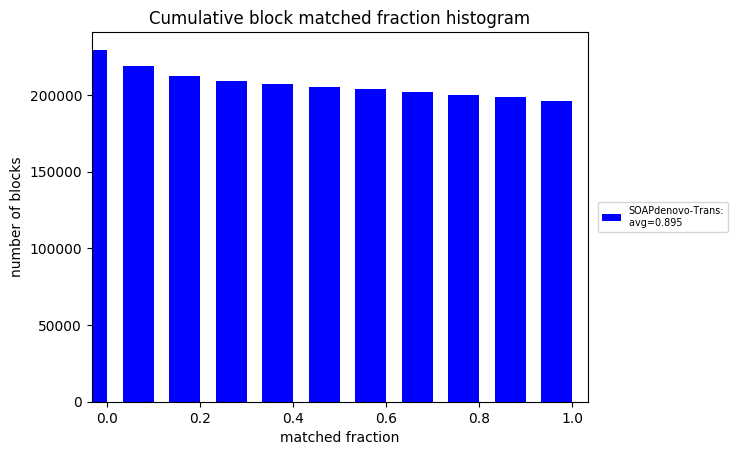 Cumulative block matched fraction histogram
number of blocks
200000
150000
100000
50000
0
0.0 0.2 0.4 0.6 0.8 1.0
matched fraction
SOAPdenovo-Trans:
avg=0.895